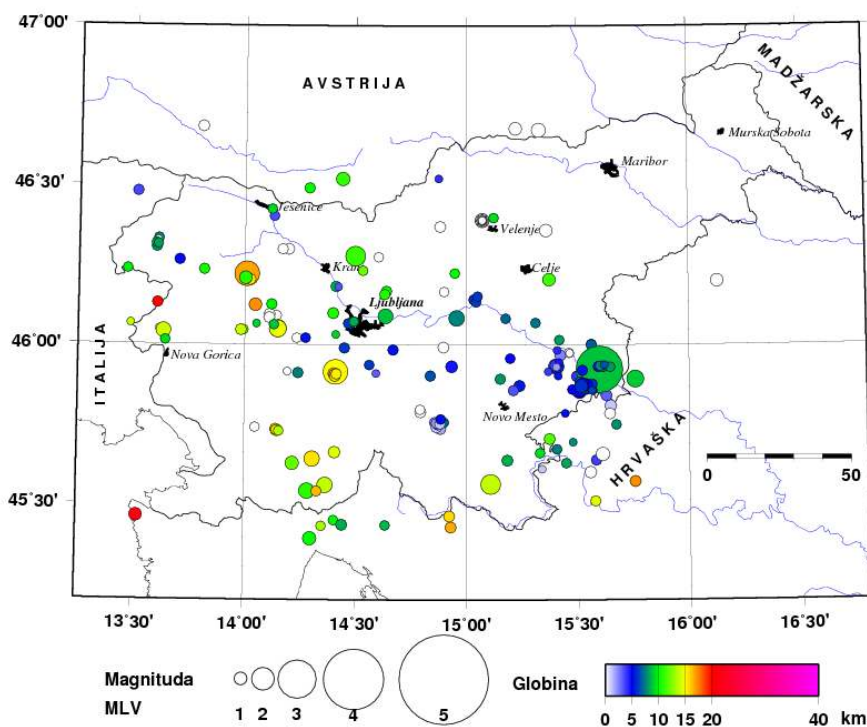 47°00'
AVSTRIJA
MADŽARSKA
Murska Sobota
Maribor
46°30'
Jesenice
Velenje
Kran
Celje
Ljubljana
46°00'
Nova Gorica
ITALIJA
Novo Mesto
HRVAŠKA
0 50
45°30'
13°30' 14°00' 14°30' 15°00' 15°30' 16°00' 16°30'
Magnituda
MLV
1 2 3 4 5
Globina
0 5 10 15 20 40 km